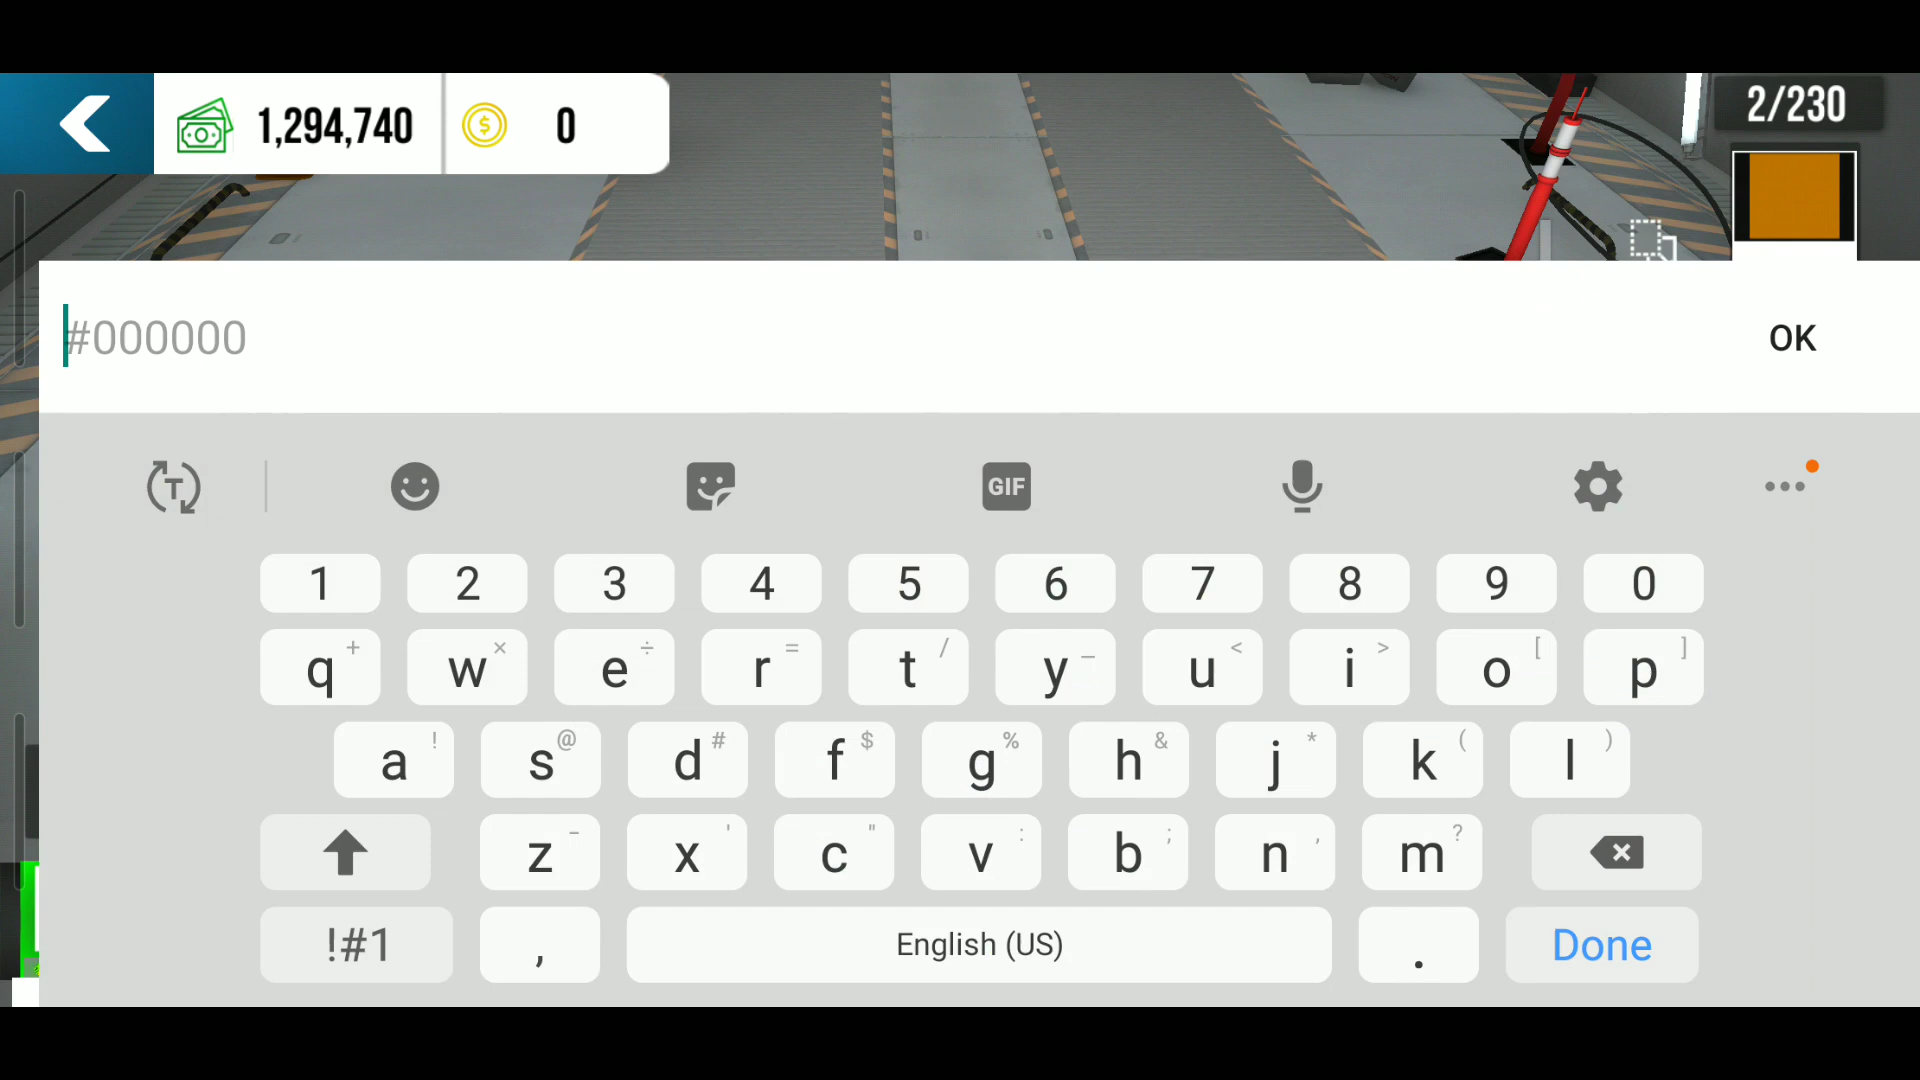 1,294,740 0
2/230
#000000
OK
T GIF
1 2 3 4 5 6 7 8 9 0
q + w × e ÷ r = t / y _ u < i > o [ p ]
a ! s @ d # f $ g % h & j * k ( l )
z - x ' c " v : b ; n , m ?
!#1 , English (US) . Done